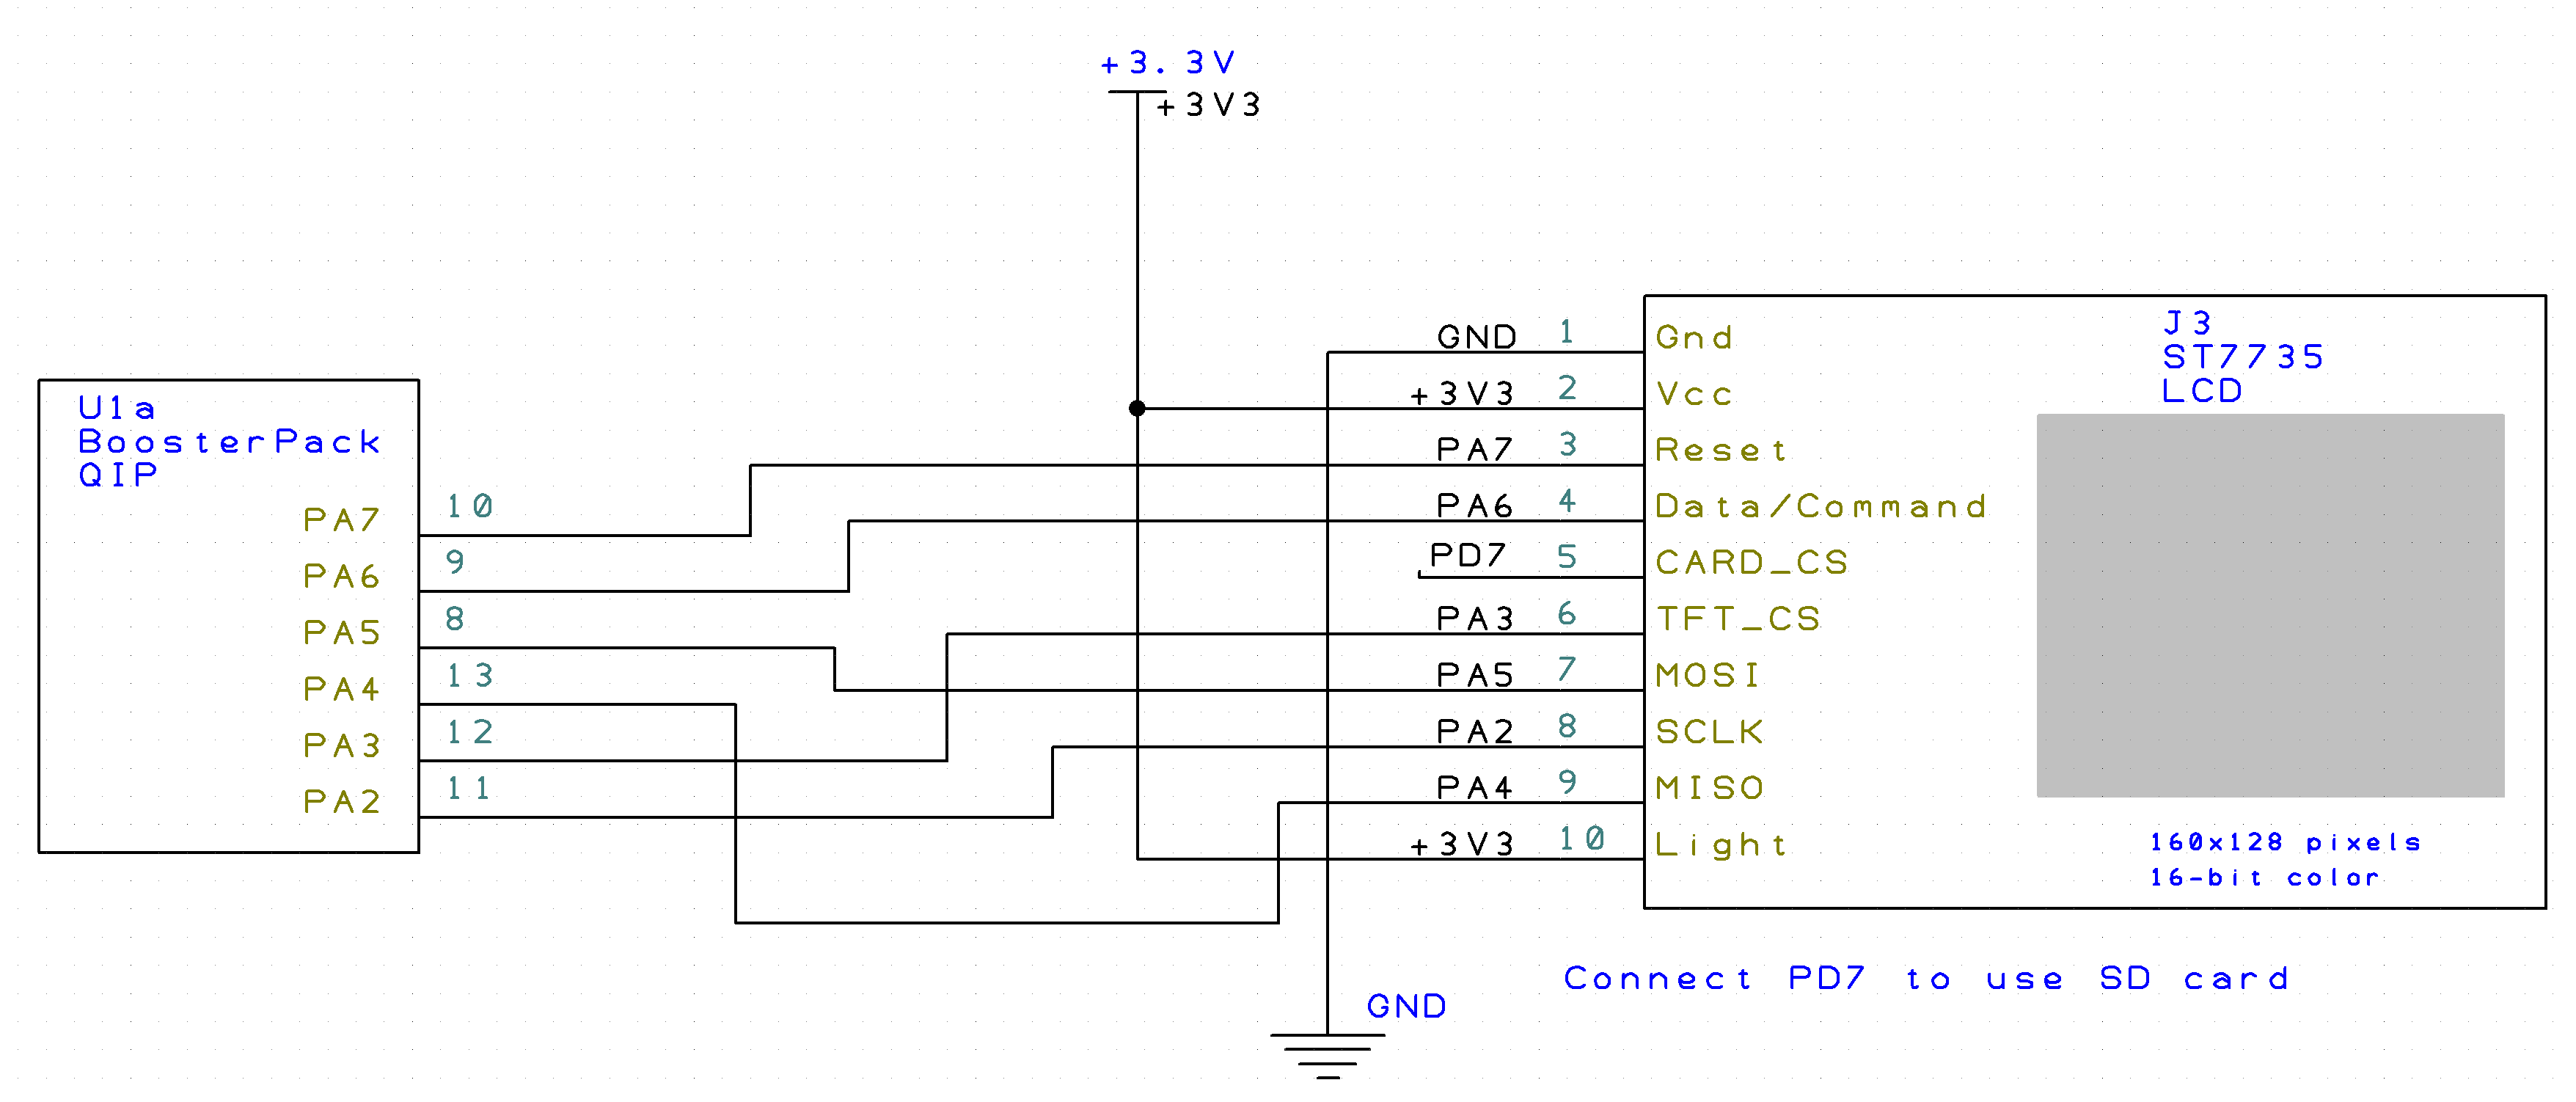 +3.3V
+3V3
U1a
BoosterPack
QIP
PA7 10
PA6 9
PA5 8
PA4 13
PA3 12
PA2 11
GND 1 Gnd
+3V3 2 Vcc
PA7 3 Reset
PA6 4 Data/Command
PD7 5 CARD_CS
PA3 6 TFT_CS
PA5 7 MOSI
PA2 8 SCLK
PA4 9 MISO
+3V3 10 Light
J3
ST7735
LCD
160x128 pixels
16-bit color
Connect PD7 to use SD card
GND